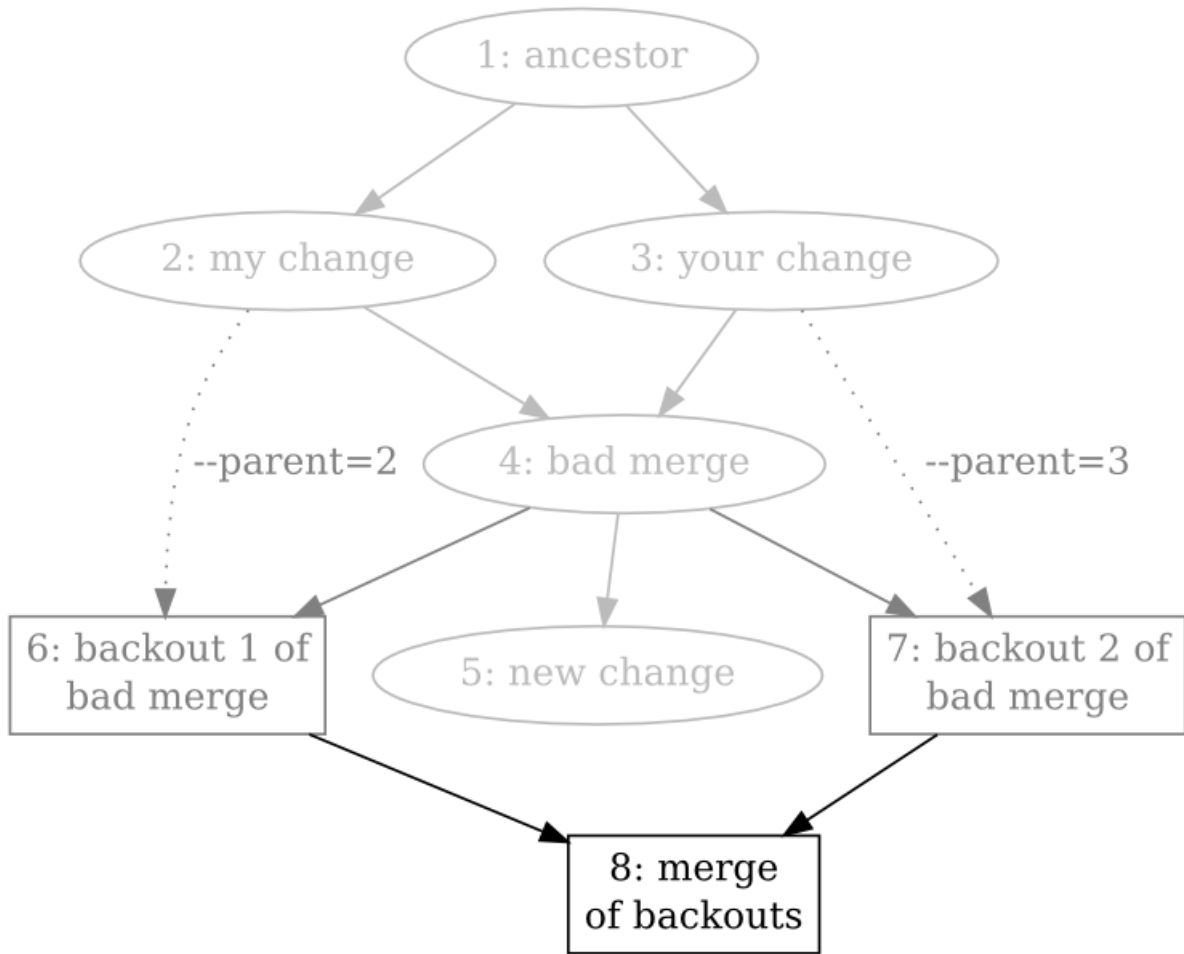 1: ancestor
2: my change
3: your change
--parent=2
4: bad merge
--parent=3
6: backout 1 of
bad merge
5: new change
7: backout 2 of
bad merge
8: merge
of backouts